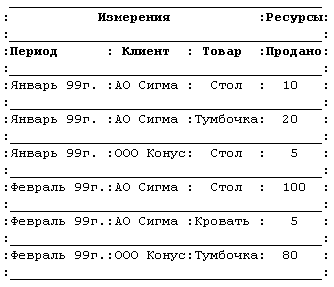 Измерения :Ресурсы:
:Период : Клиент : Товар :Продано:
:Январь 99г. :АО Сигма : Стол : 10 :
:Январь 99г. :АО Сигма :Тумбочка: 20 :
:Январь 99г. :ООО Конус: Стол : 5 :
:Февраль 99г.:АО Сигма : Стол : 100 :
:Февраль 99г.:АО Сигма :Кровать : 5 :
:Февраль 99г.:ООО Конус:Тумбочка: 80 :